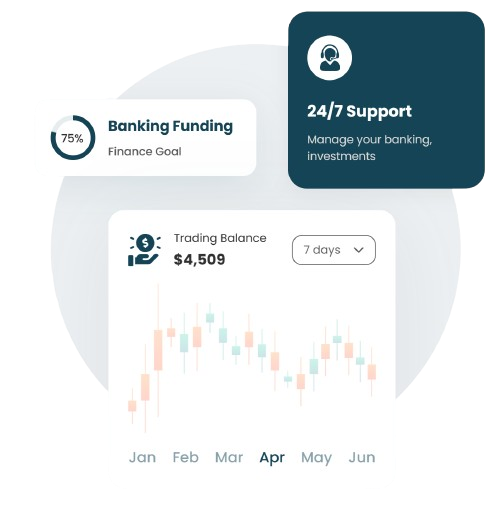 24/7 Support
Manage your banking,
investments
75%
Banking Funding
Finance Goal
$
Trading Balance
$4,509
7 days
Jan Feb Mar Apr May Jun